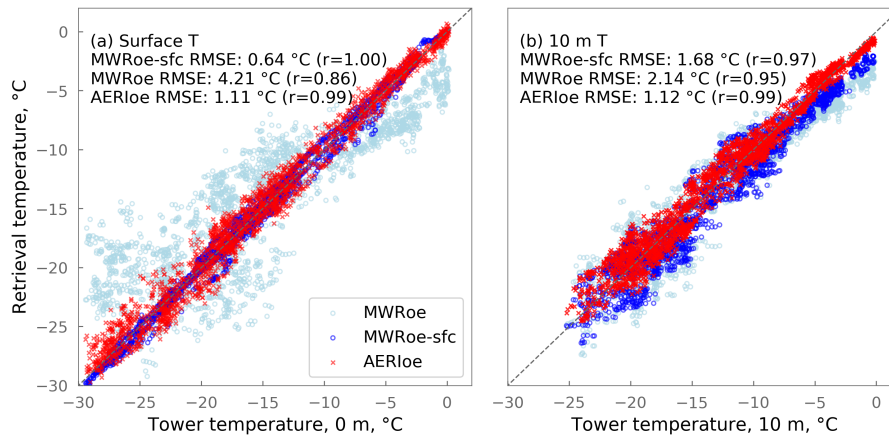 (a) Surface T
MWRoe-sfc RMSE: 0.64 °C (r=1.00)
MWRoe RMSE: 4.21 °C (r=0.86)
AERIoe RMSE: 1.11 °C (r=0.99)
0
−5
−10
−15
−20
−25
−30
Retrieval temperature, °C
MWRoe
MWRoe-sfc
AERIoe
−30 −25 −20 −15 −10 −5 0
Tower temperature, 0 m, °C
(b) 10 m T
MWRoe-sfc RMSE: 1.68 °C (r=0.97)
MWRoe RMSE: 2.14 °C (r=0.95)
AERIoe RMSE: 1.12 °C (r=0.99)
−30 −25 −20 −15 −10 −5 0
Tower temperature, 10 m, °C